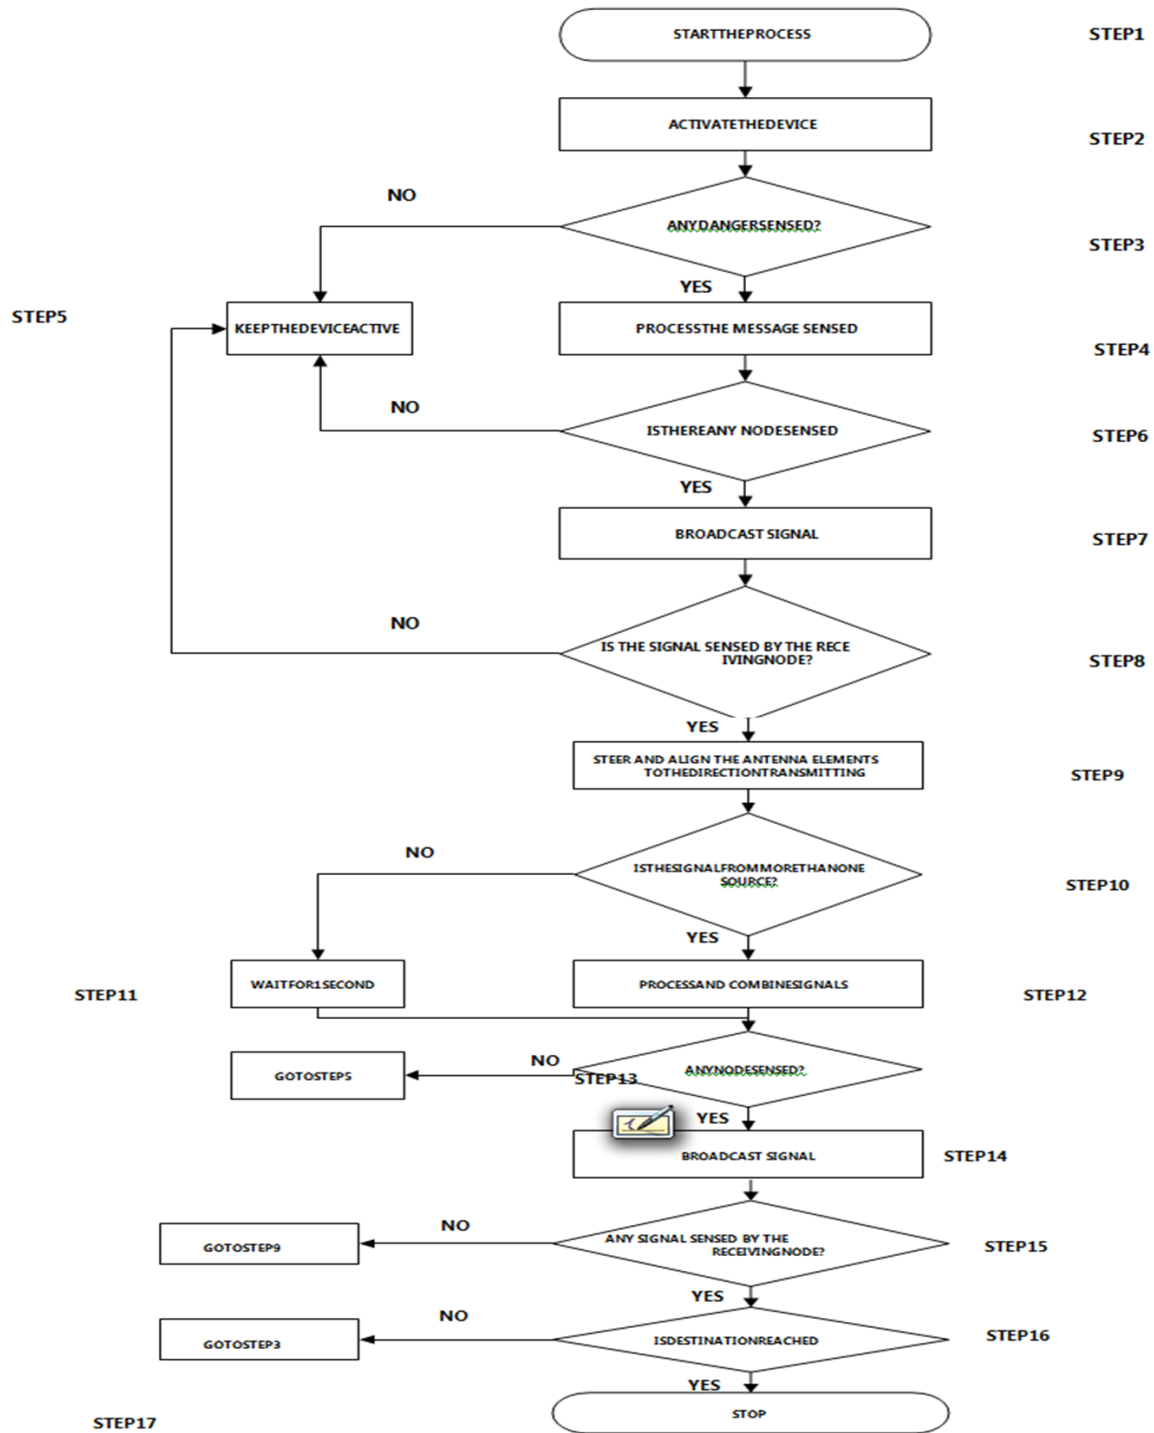 STARTTHEPROCESS
STEP1
ACTIVATETHEDEVICE
STEP2
NO
ANYDANGERSENSED?
STEP3
YES
STEP5
KEEPTHEDEVICEACTIVE
PROCESSTHE MESSAGE SENSED
STEP4
NO
ISTHEREANY NODESENSED
STEP6
YES
BROADCAST SIGNAL
STEP7
NO
IS THE SIGNAL SENSED BY THE RECE
IVINGNODE?
STEP8
YES
STEER AND ALIGN THE ANTENNA ELEMENTS
TOTHEDIRECTIONTRANSMITTING
STEP9
NO
ISTHESIGNALFROMMORETHANONE
SOURCE?
STEP10
YES
STEP11
WAITFOR1SECOND
PROCESSAND COMBINESIGNALS
STEP12
NO
ANYNODESENSED?
GOTOSTEP5
STEP13
YES
BROADCAST SIGNAL
STEP14
NO
ANY SIGNAL SENSED BY THE
RECEIVINGNODE?
STEP15
GOTOSTEP9
YES
NO
ISDESTINATIONREACHED
STEP16
GOTOSTEP3
YES
STOP
STEP17